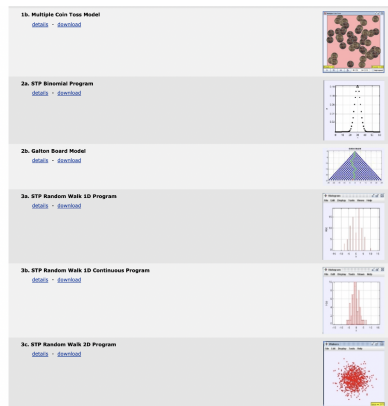 1b. Multiple Coin Toss Model
details - download
2a. STP Binomial Program
details - download
2b. Galton Board Model
details - download
3a. STP Random Walk 1D Program
details - download
3b. STP Random Walk 1D Continuous Program
details - download
3c. STP Random Walk 2D Program
details - download